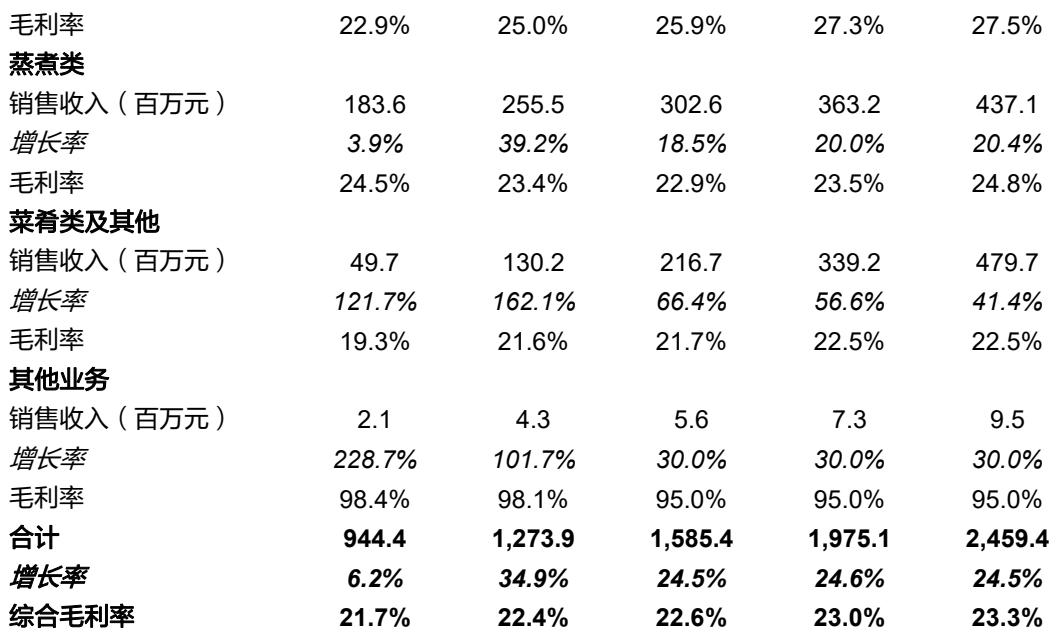 毛利率 22.9% 25.0% 25.9% 27.3% 27.5%
蒸煮类
销售收入（百万元） 183.6 255.5 302.6 363.2 437.1
增长率 3.9% 39.2% 18.5% 20.0% 20.4%
毛利率 24.5% 23.4% 22.9% 23.5% 24.8%
菜肴类及其他
销售收入（百万元） 49.7 130.2 216.7 339.2 479.7
增长率 121.7% 162.1% 66.4% 56.6% 41.4%
毛利率 19.3% 21.6% 21.7% 22.5% 22.5%
其他业务
销售收入（百万元） 2.1 4.3 5.6 7.3 9.5
增长率 228.7% 101.7% 30.0% 30.0% 30.0%
毛利率 98.4% 98.1% 95.0% 95.0% 95.0%
合计 944.4 1,273.9 1,585.4 1,975.1 2,459.4
增长率 6.2% 34.9% 24.5% 24.6% 24.5%
综合毛利率 21.7% 22.4% 22.6% 23.0% 23.3%